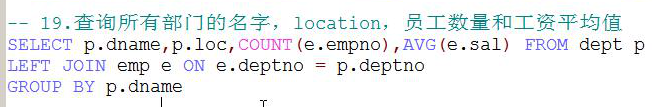 -- 19.查询所有部门的名字，location，员工数量和工资平均值
SELECT p.dname,p.loc,COUNT(e.empno),AVG(e.sal) FROM dept p
LEFT JOIN emp e ON e.deptno = p.deptno
GROUP BY p.dname